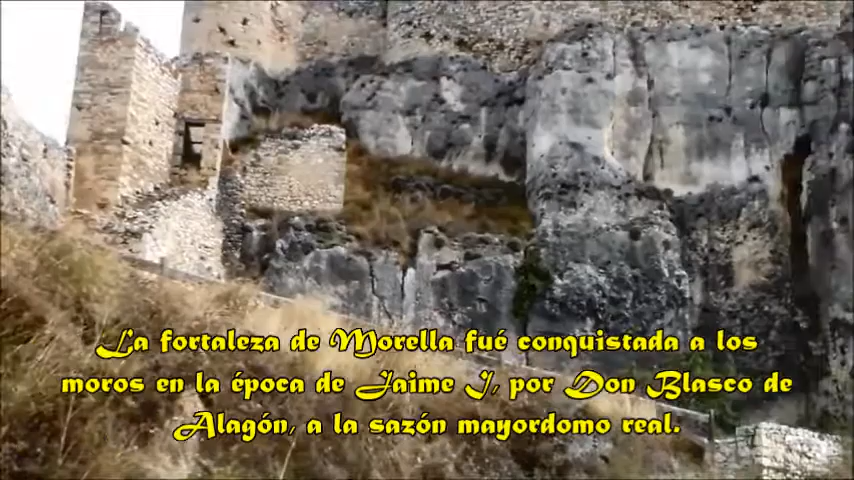 La fortaleza de Morella fué conquistada a los
moros en la época de Jaime I, por Don Blasco de
Alagón, a la sazón mayordomo real.